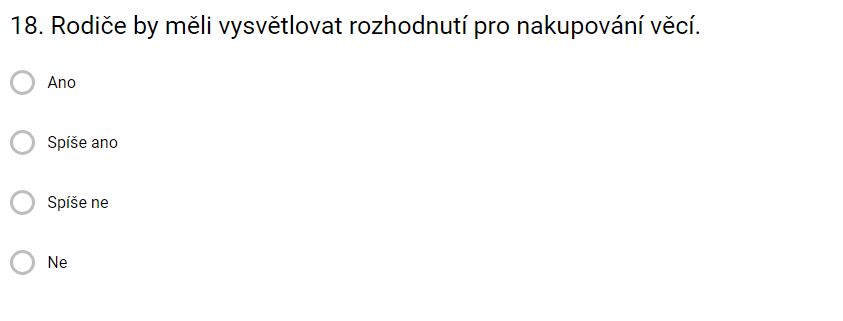 18. Rodiče by měli vysvětlovat rozhodnutí pro nakupování věcí.
Ano
Spíše ano
Spíše ne
Ne